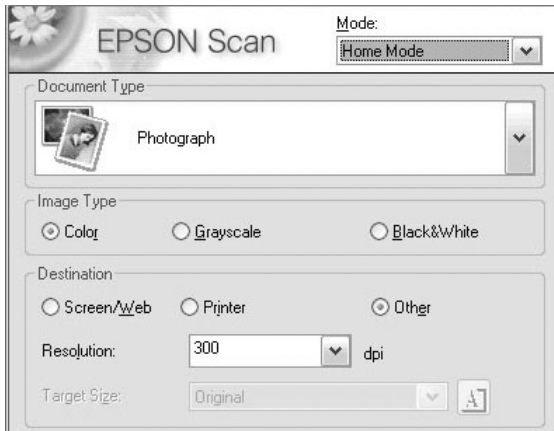 Mode:
EPSON Scan
Home Mode
Document Type
Photograph
Image Type
Color Grayscale Black&White
Destination
Screen/Web Printer Other
Resolution: 300 dpi
Target Size: Original A